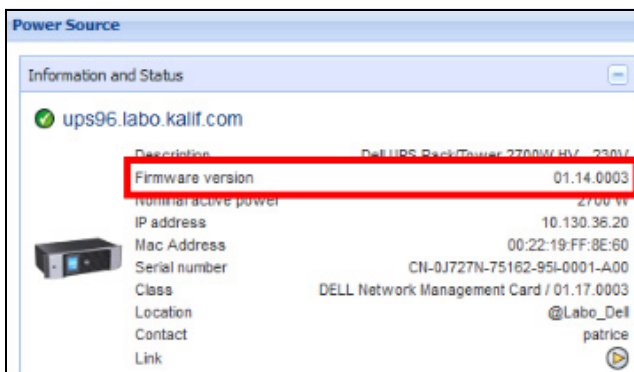 Power Source
Information and Status
ups96.labo.kalif.com
Description Dell UPS Rack/Tower 2700W HV 230V
Firmware version 01.14.0003
Nominal active power 2700 W
IP address 10.130.36.20
Mac Address 00:22:19:FF:8E:60
Serial number CN-0J727N-75162-95I-0001-A00
Class DELL Network Management Card / 01.17.0003
Location @Labo_Dell
Contact patrice
Link